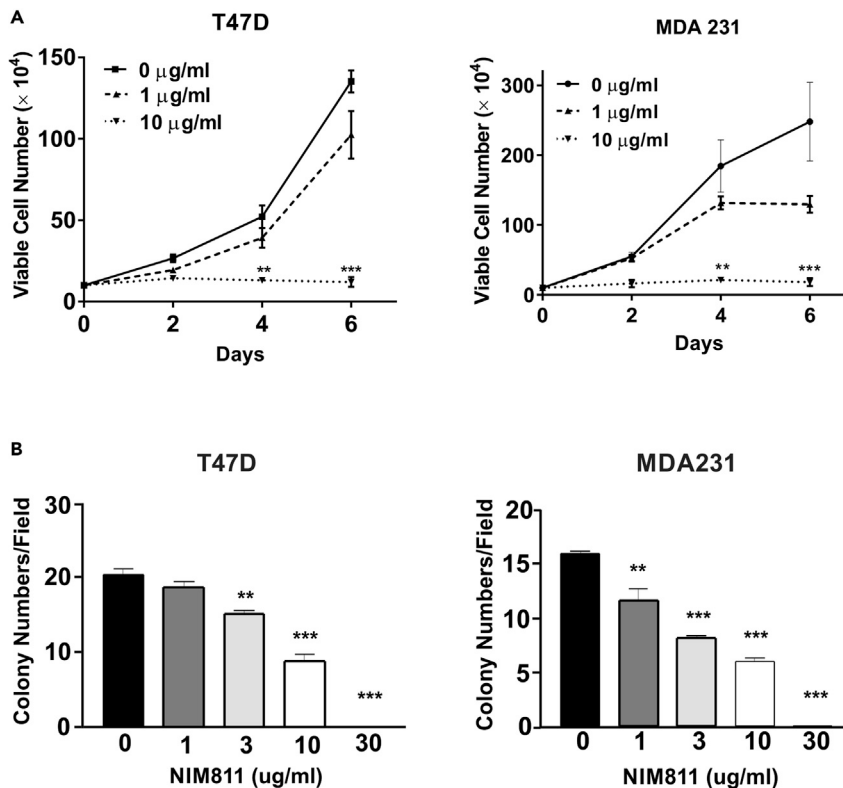 A
T47D
Viable Cell Number (× 10⁴)
150
100
50
0
0 μg/ml
1 μg/ml
10 μg/ml
**
***
0
2
4
6
Days
MDA 231
Viable Cell Number (× 10⁴)
300
200
100
0
0 μg/ml
1 μg/ml
10 μg/ml
**
***
0
2
4
6
Days
B
T47D
Colony Numbers/Field
30
20
10
0
**
***
***
0
1
3
10
30
NIM811 (ug/ml)
MDA231
Colony Numbers/Field
20
15
10
5
0
**
***
***
***
0
1
3
10
30
NIM811 (ug/ml)